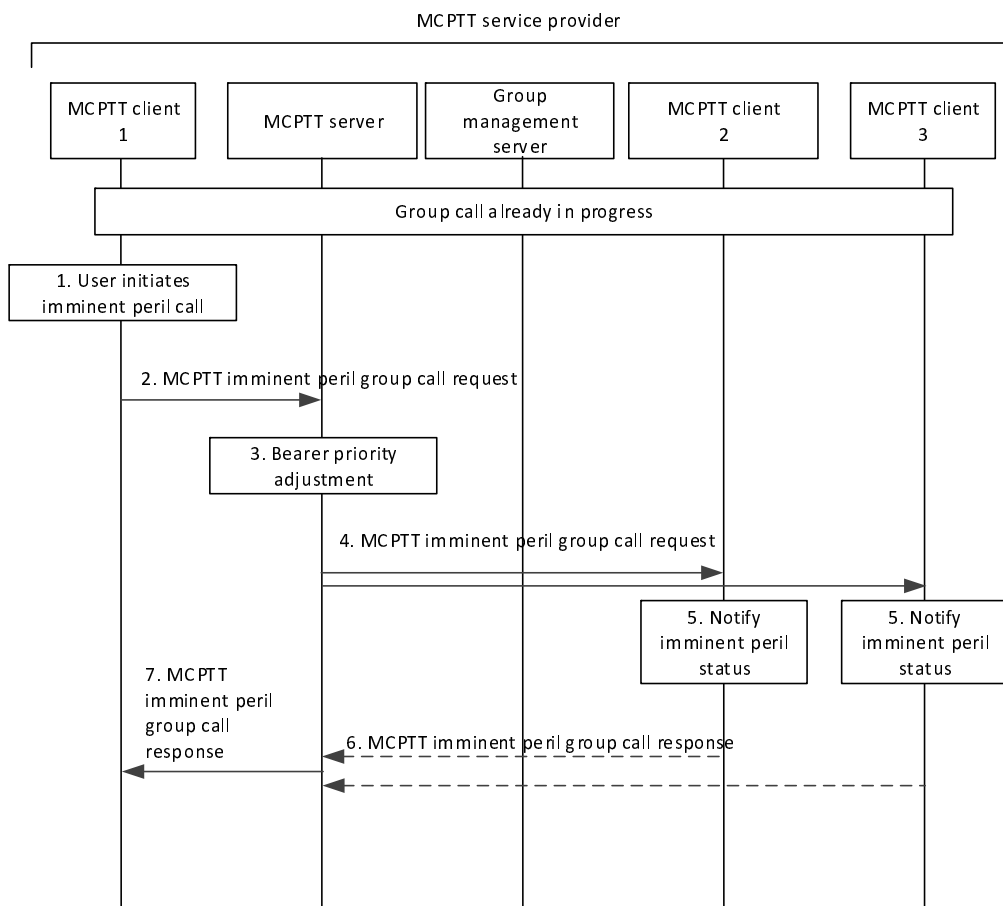 MCPTT service provider
MCPTT client
1
MCPTT server
Group
management
server
MCPTT client
2
MCPTT client
3
Group call already in progress
1. User initiates
imminent peril call
2. MCPTT imminent peril group call request
3. Bearer priority
adjustment
4. MCPTT imminent peril group call request
5. Notify
imminent peril
status
5. Notify
imminent peril
status
7. MCPTT
imminent peril
group call
response
6. MCPTT imminent peril group call response